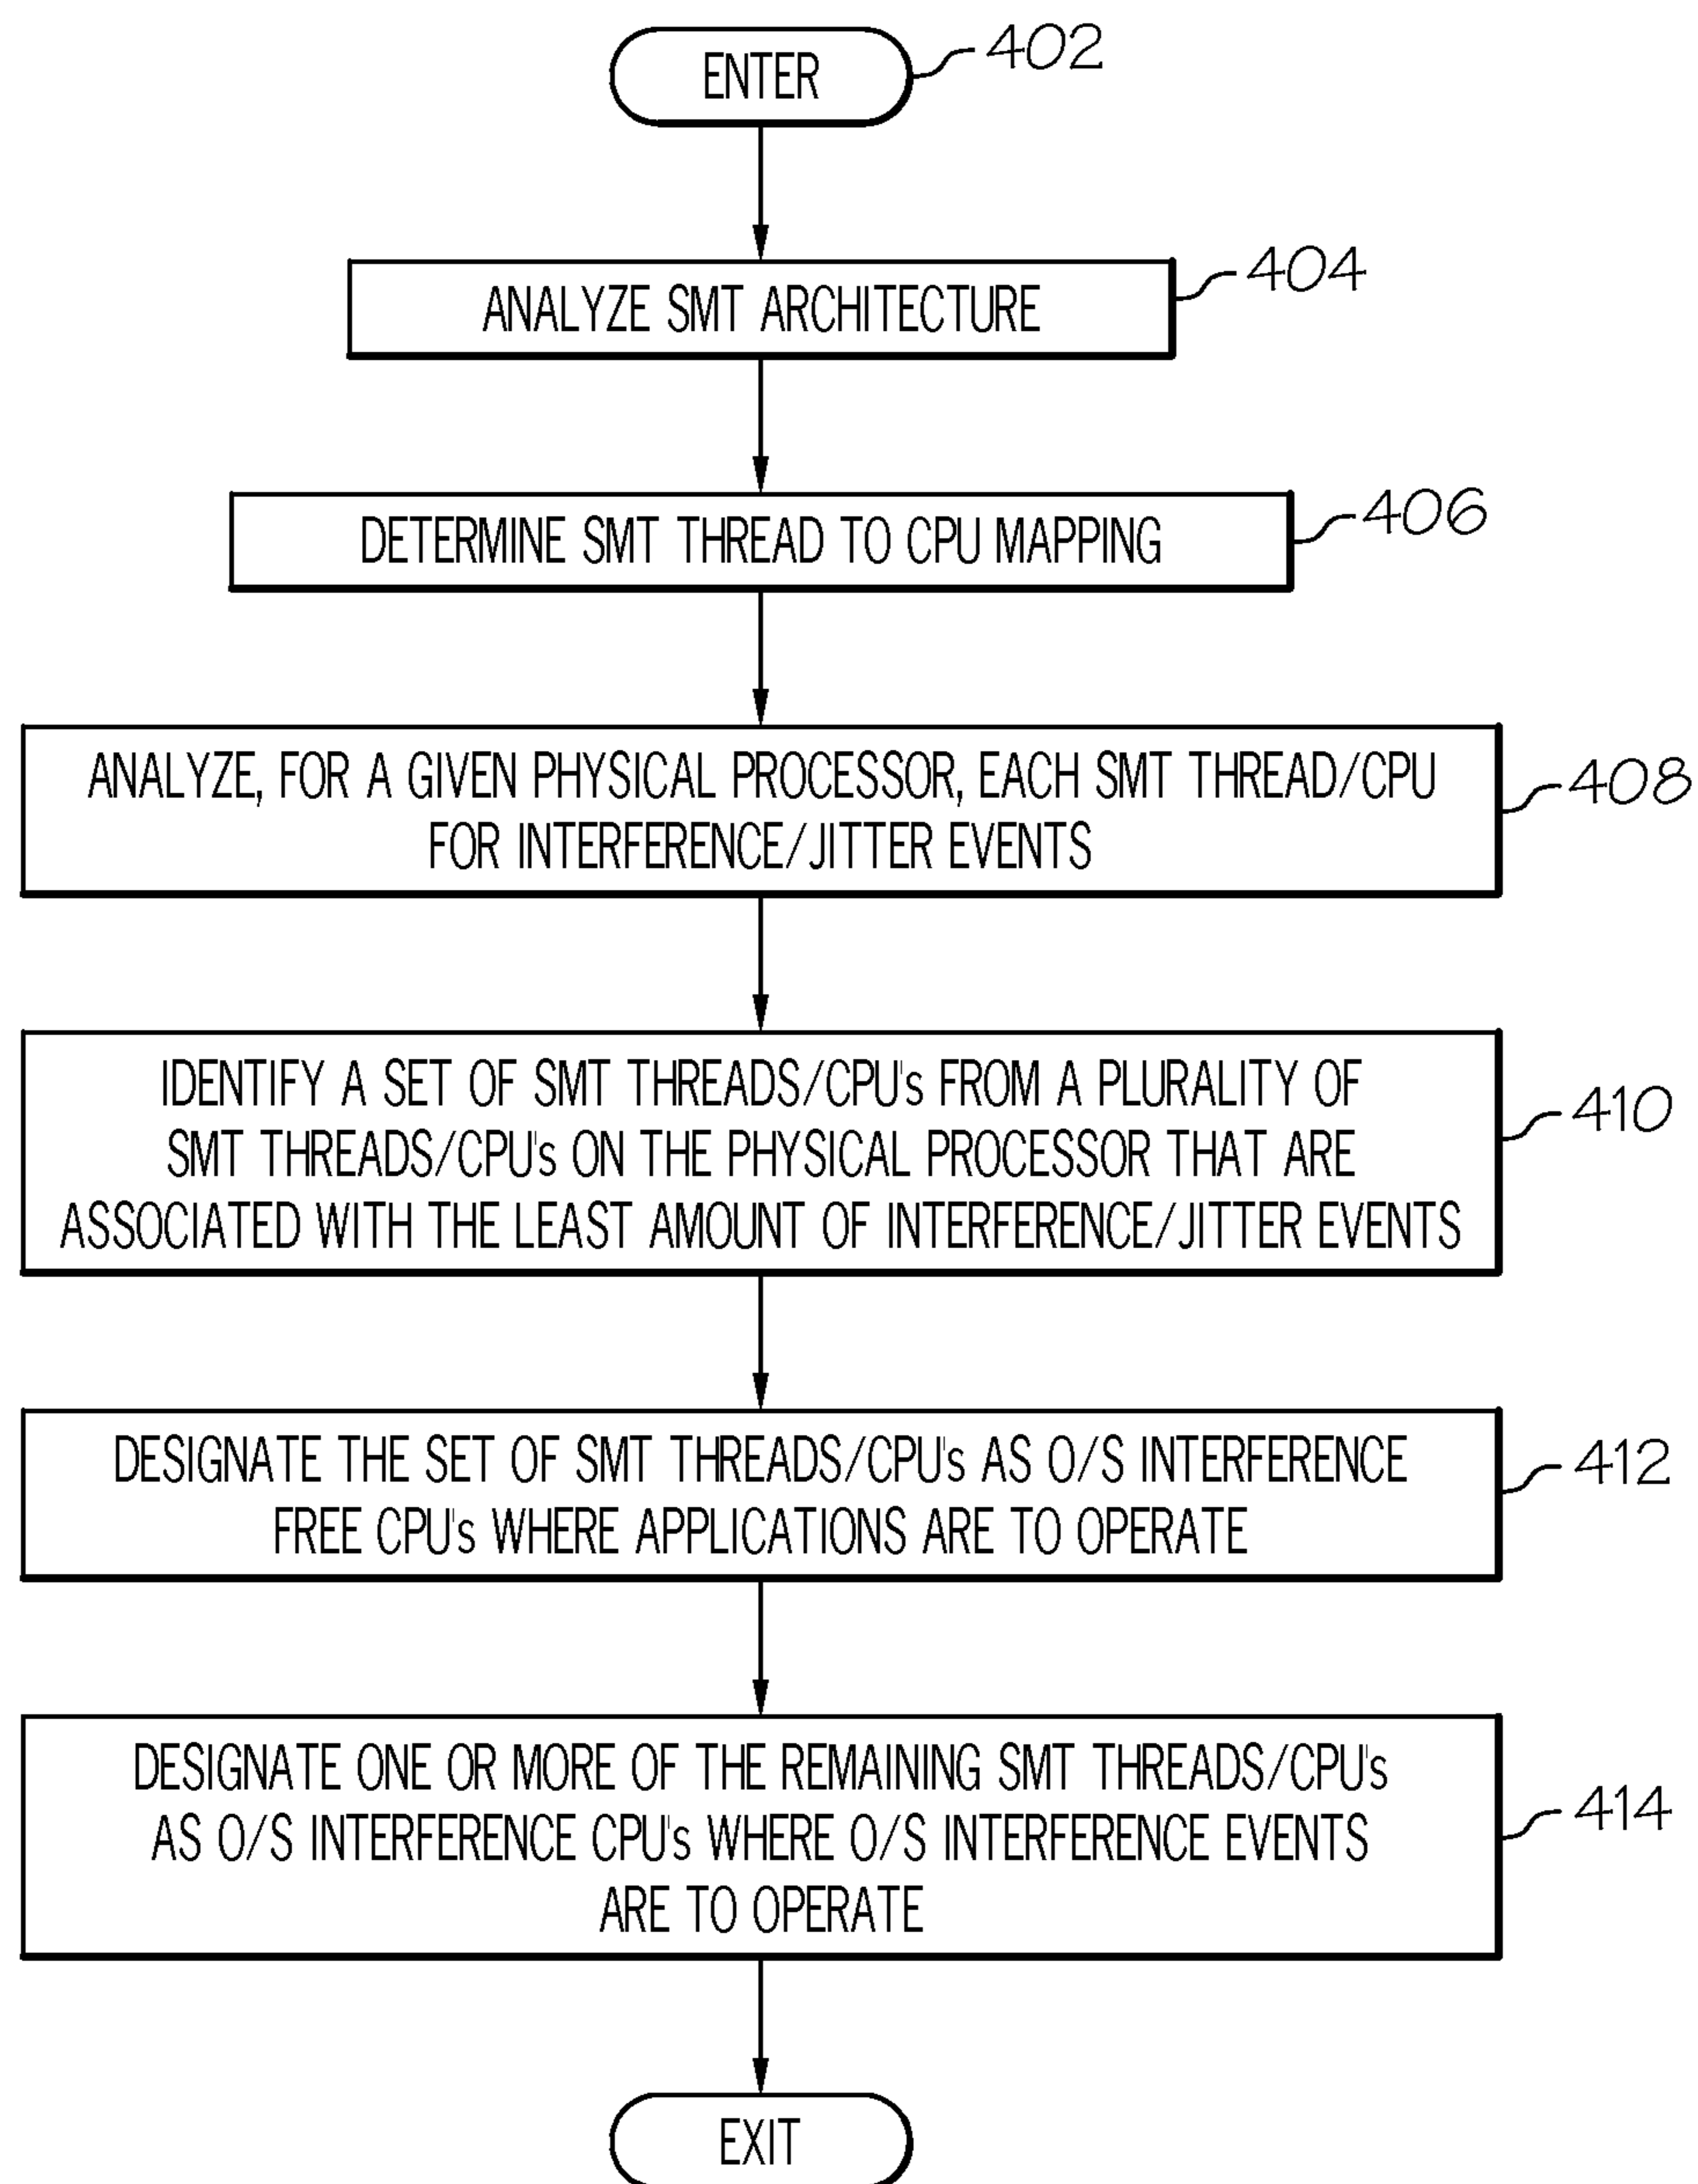 ENTER
402
ANALYZE SMT ARCHITECTURE
404
DETERMINE SMT THREAD TO CPU MAPPING
406
ANALYZE, FOR A GIVEN PHYSICAL PROCESSOR, EACH SMT THREAD/CPU
FOR INTERFERENCE/JITTER EVENTS
408
IDENTIFY A SET OF SMT THREADS/CPU's FROM A PLURALITY OF
SMT THREADS/CPU's ON THE PHYSICAL PROCESSOR THAT ARE
ASSOCIATED WITH THE LEAST AMOUNT OF INTERFERENCE/JITTER EVENTS
410
DESIGNATE THE SET OF SMT THREADS/CPU's AS O/S INTERFERENCE
FREE CPU's WHERE APPLICATIONS ARE TO OPERATE
412
DESIGNATE ONE OR MORE OF THE REMAINING SMT THREADS/CPU's
AS O/S INTERFERENCE CPU's WHERE O/S INTERFERENCE EVENTS
ARE TO OPERATE
414
EXIT